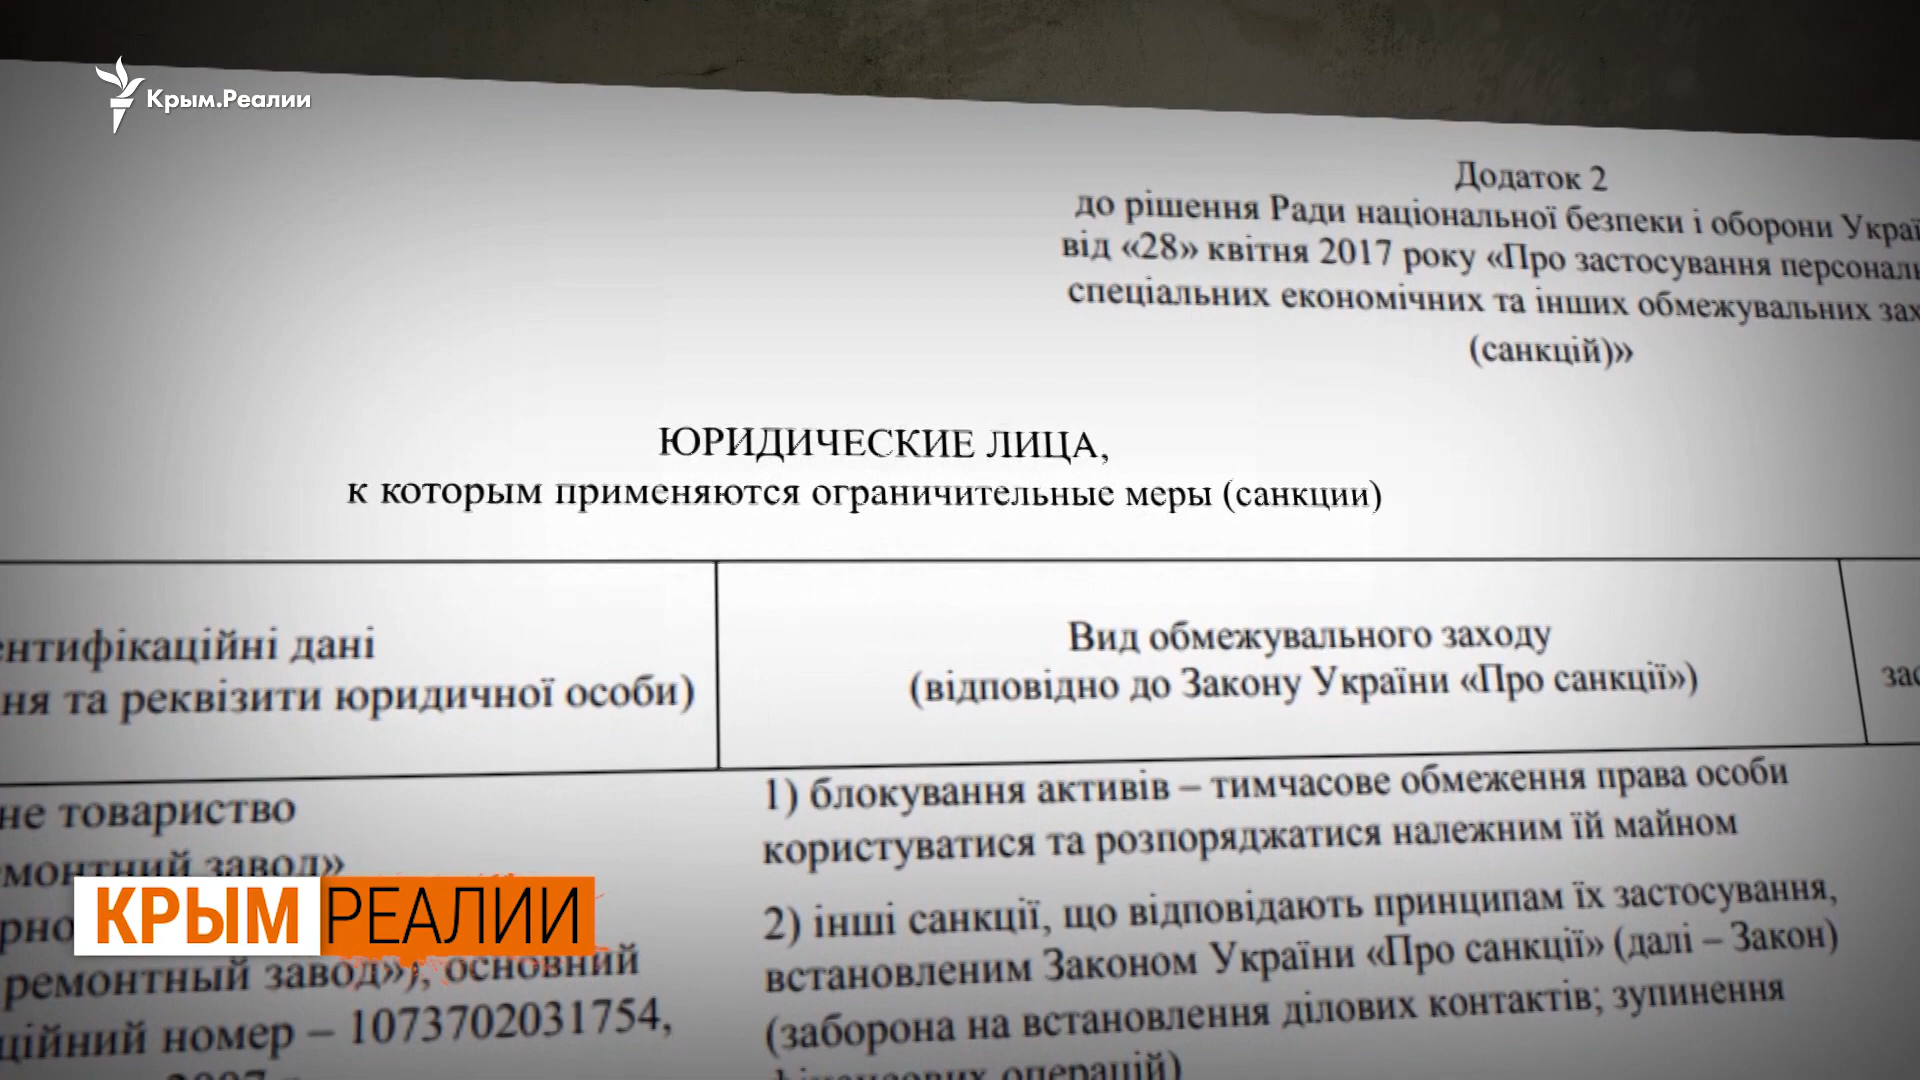 Крым.Реалии
Додаток 2
до рішення Ради національної безпеки і оборони
від «28» квітня 2017 року «Про застосування
спеціальних економічних та інших обмежувальних
(санкцій)»
ЮРИДИЧЕСКИЕ ЛИЦА,
к которым применяются ограничительные меры (санкции)
дані
та реквізити юридичної особи)
Вид обмежувального заходу
(відповідно до Закону України «Про санкції»)
товариство
завод»
ремонтный завод»), основний
номер – 1073702031754,
1) блокування активів – тимчасове обмеження права особи
користуватися та розпоряджатися належним їй майном
2) інші санкції, що відповідають принципам їх застосування,
встановленим Законом України «Про санкції» (далі – Закон)
(заборона на встановлення ділових контактів; зупинення
фінансових операцій)
КРЫМ РЕАЛИИ